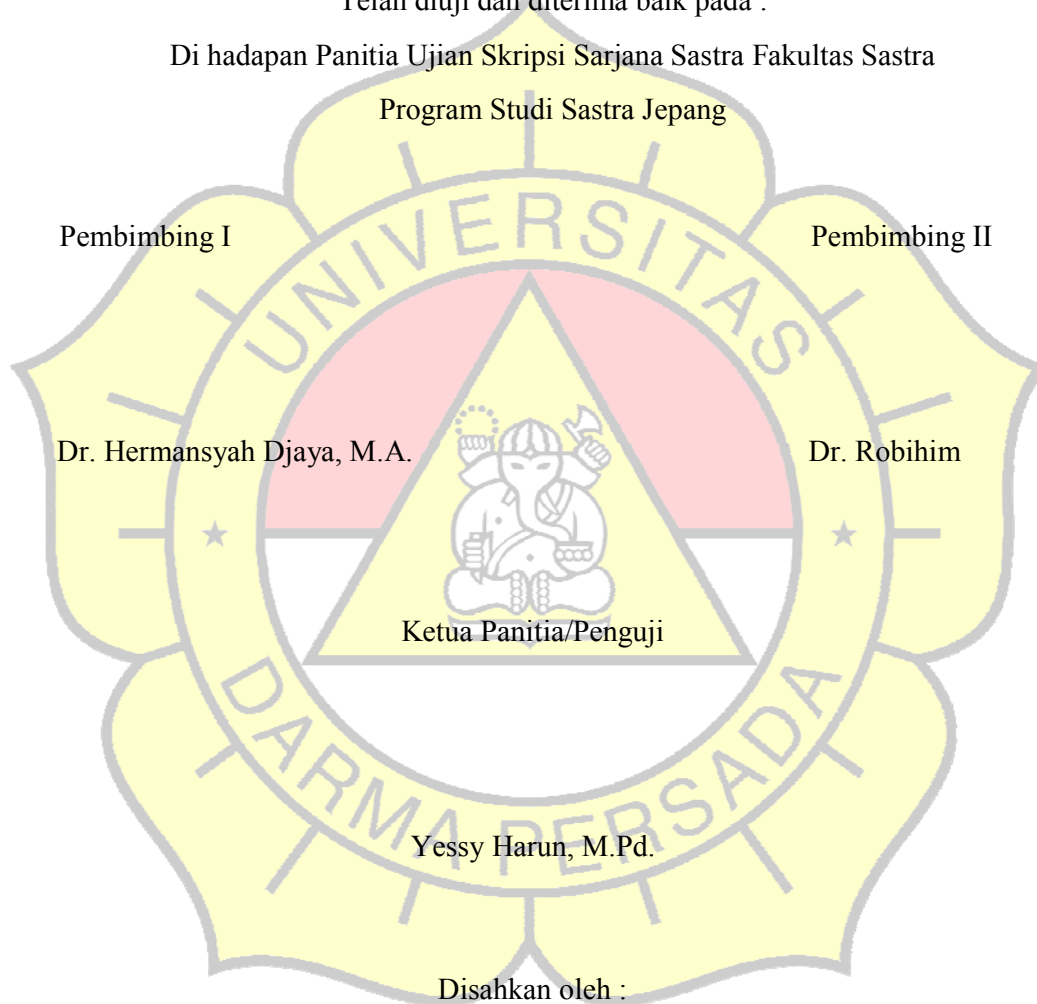 Telah diuji dan diterima baik pada :
Di hadapan Panitia Ujian Skripsi Sarjana Sastra Fakultas Sastra
Program Studi Sastra Jepang
Pembimbing I Pembimbing II
UNIVERSITAS
Dr. Hermansyah Djaya, M.A. Dr. Robihim
Ketua Panitia/Penguji
DARMA PERSADA
Yessy Harun, M.Pd.
Disahkan oleh :